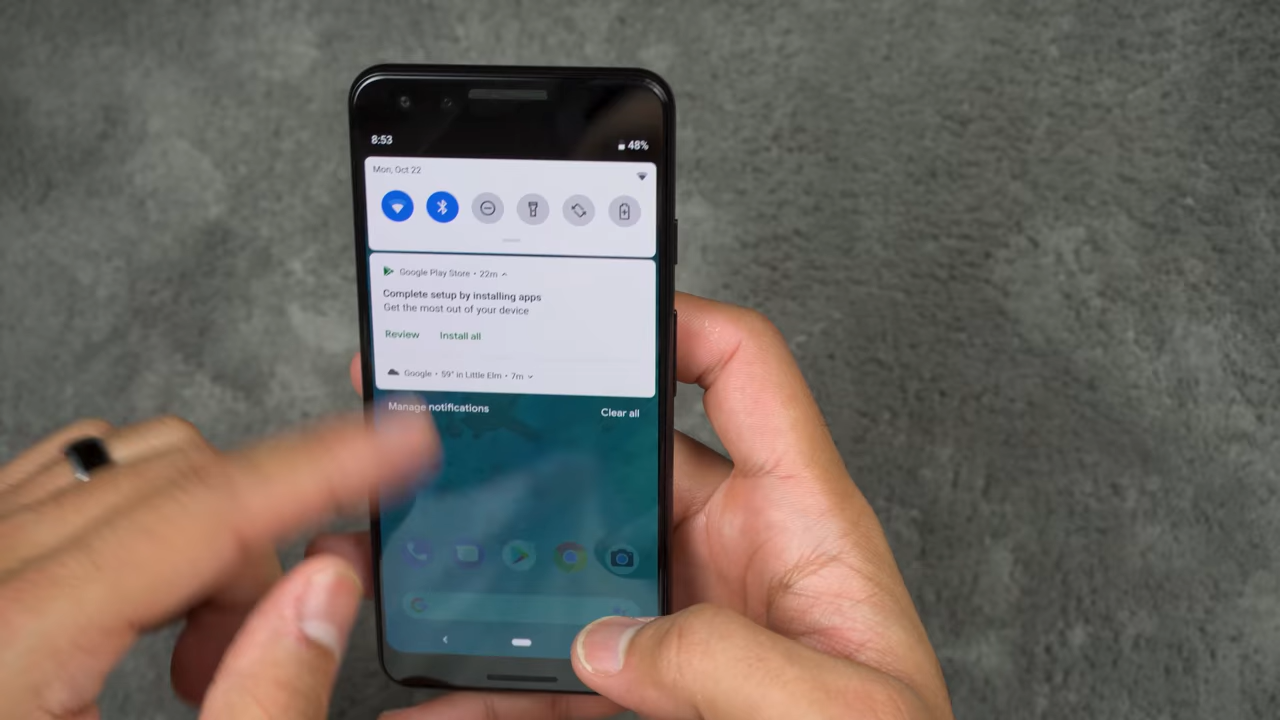 8:53
48%
Mon, Oct 22
Google Play Store • 22m
Complete setup by installing apps
Get the most out of your device
Review Install all
Google • 59° in Little Elm • 7m
Manage notifications Clear all